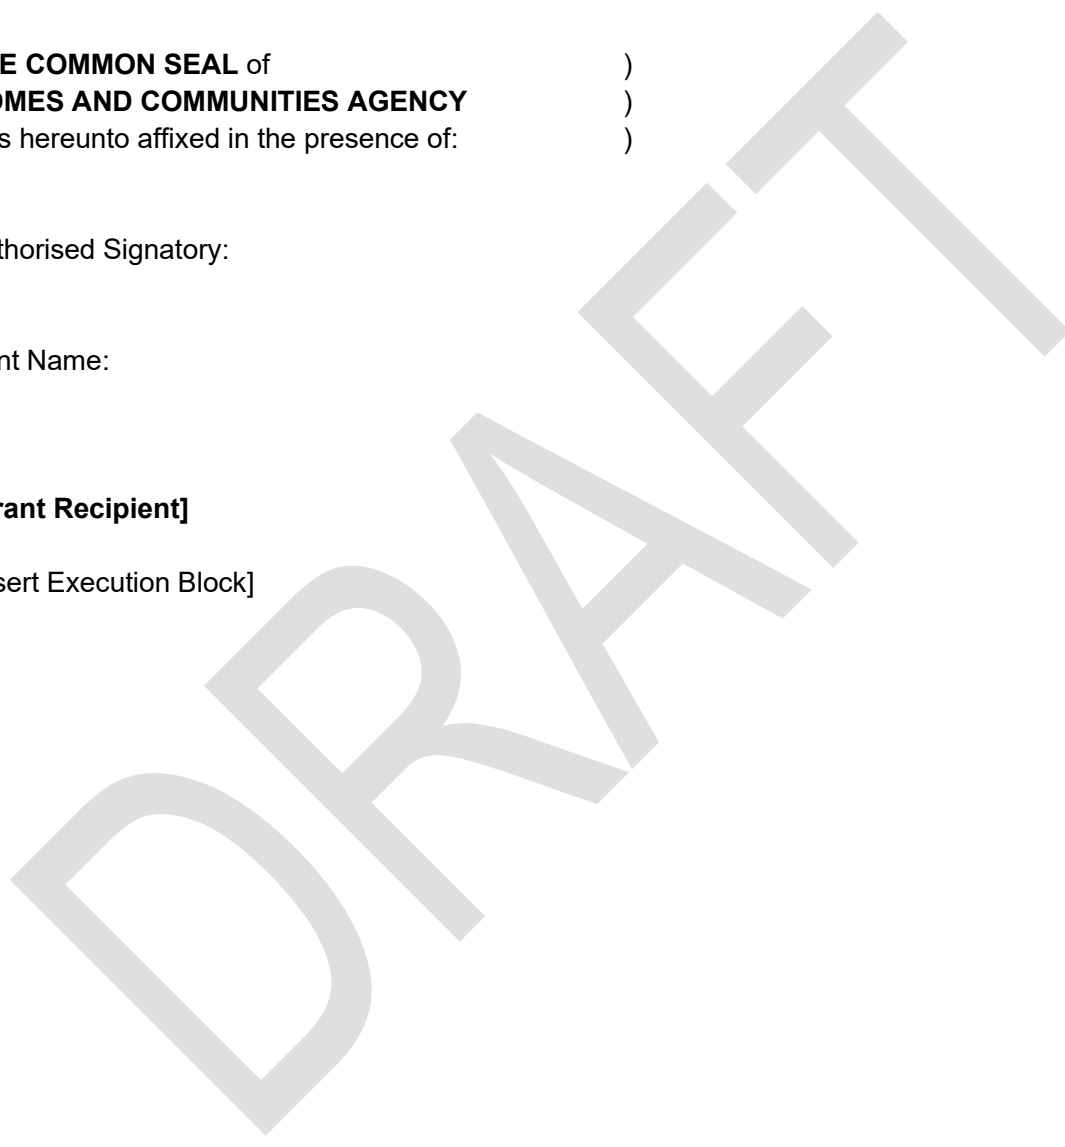 E COMMON SEAL of )
OMES AND COMMUNITIES AGENCY )
s hereunto affixed in the presence of: )
thorised Signatory:
nt Name:
rant Recipient]
sert Execution Block]
DRAFT